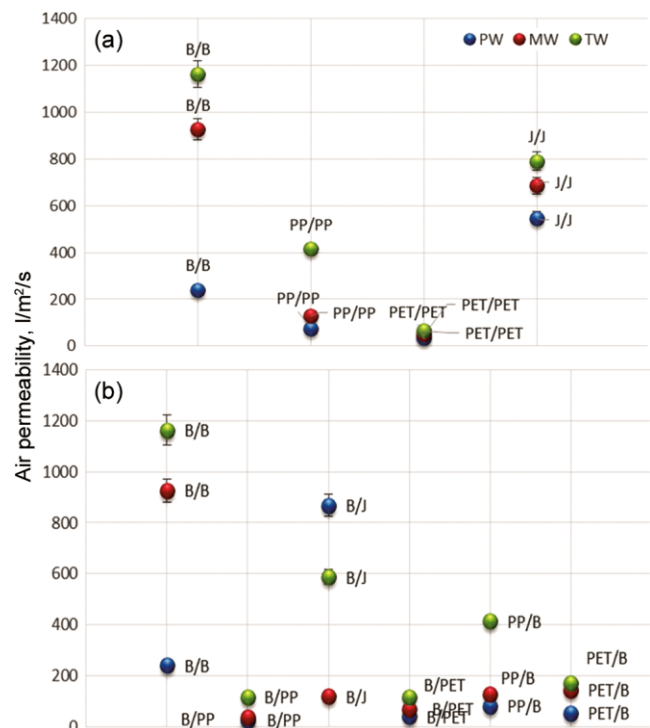 Air permeability, l/m²/s
(a)
PW MW TW
1400
1200
1000
800
600
400
200
0
B/B
B/B
B/B
PP/PP
PP/PP
PP/PP
PET/PET
PET/PET
PET/PET
J/J
J/J
J/J
(b)
1400
1200
1000
800
600
400
200
0
B/B
B/B
B/B
B/PP
B/PP
B/PP
B/J
B/J
B/J
B/PET
B/PET
B/PET
PP/B
PP/B
PP/B
PET/B
PET/B
PET/B